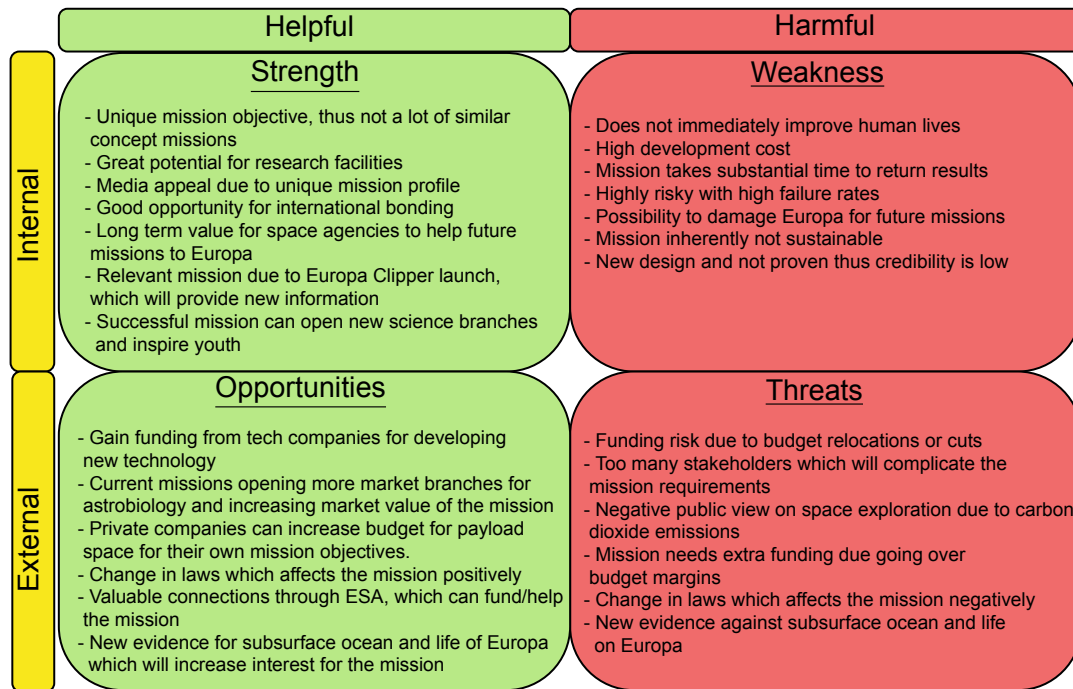 Helpful
Harmful
Internal
Strength
- Unique mission objective, thus not a lot of similar
concept missions
- Great potential for research facilities
- Media appeal due to unique mission profile
- Good opportunity for international bonding
- Long term value for space agencies to help future
missions to Europa
- Relevant mission due to Europa Clipper launch,
which will provide new information
- Successful mission can open new science branches
and inspire youth
Weakness
- Does not immediately improve human lives
- High development cost
- Mission takes substantial time to return results
- Highly risky with high failure rates
- Possibility to damage Europa for future missions
- Mission inherently not sustainable
- New design and not proven thus credibility is low
External
Opportunities
- Gain funding from tech companies for developing
new technology
- Current missions opening more market branches for
astrobiology and increasing market value of the mission
- Private companies can increase budget for payload
space for their own mission objectives.
- Change in laws which affects the mission positively
- Valuable connections through ESA, which can fund/help
the mission
- New evidence for subsurface ocean and life of Europa
which will increase interest for the mission
Threats
- Funding risk due to budget relocations or cuts
- Too many stakeholders which will complicate the
mission requirements
- Negative public view on space exploration due to carbon
dioxide emissions
- Mission needs extra funding due going over
budget margins
- Change in laws which affects the mission negatively
- New evidence against subsurface ocean and life
on Europa